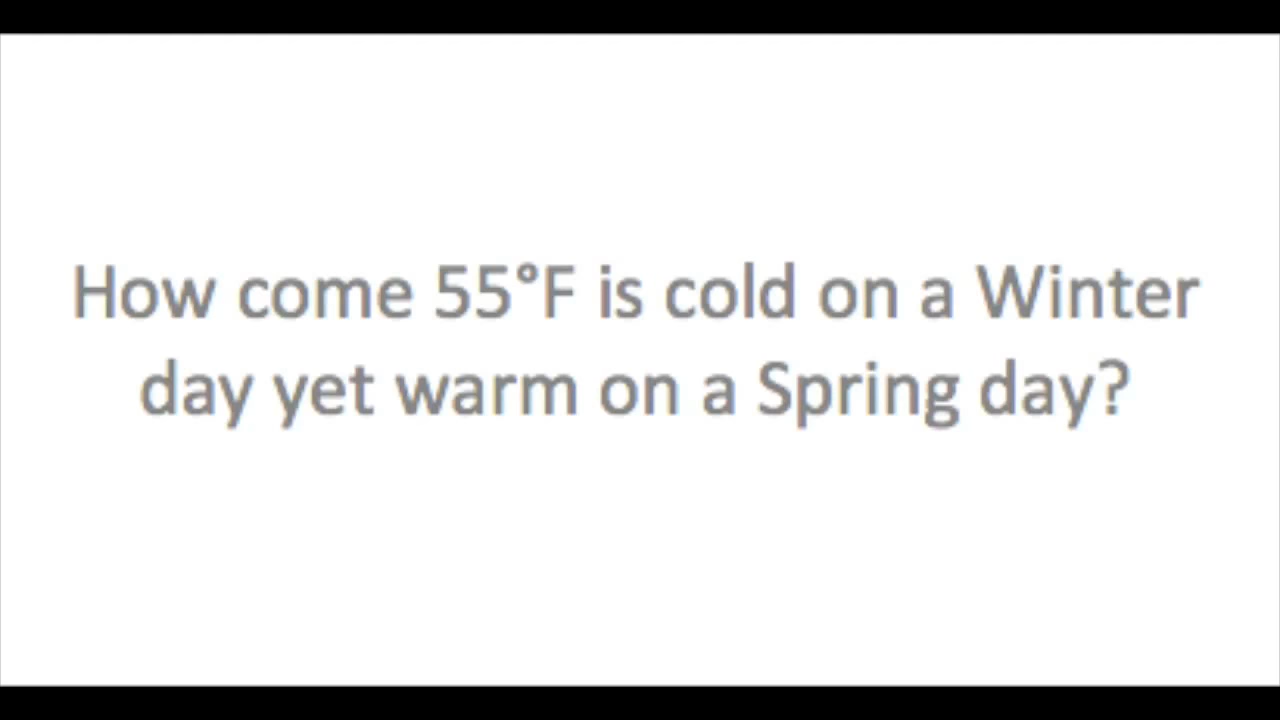 How come 55°F is cold on a Winter
day yet warm on a Spring day?